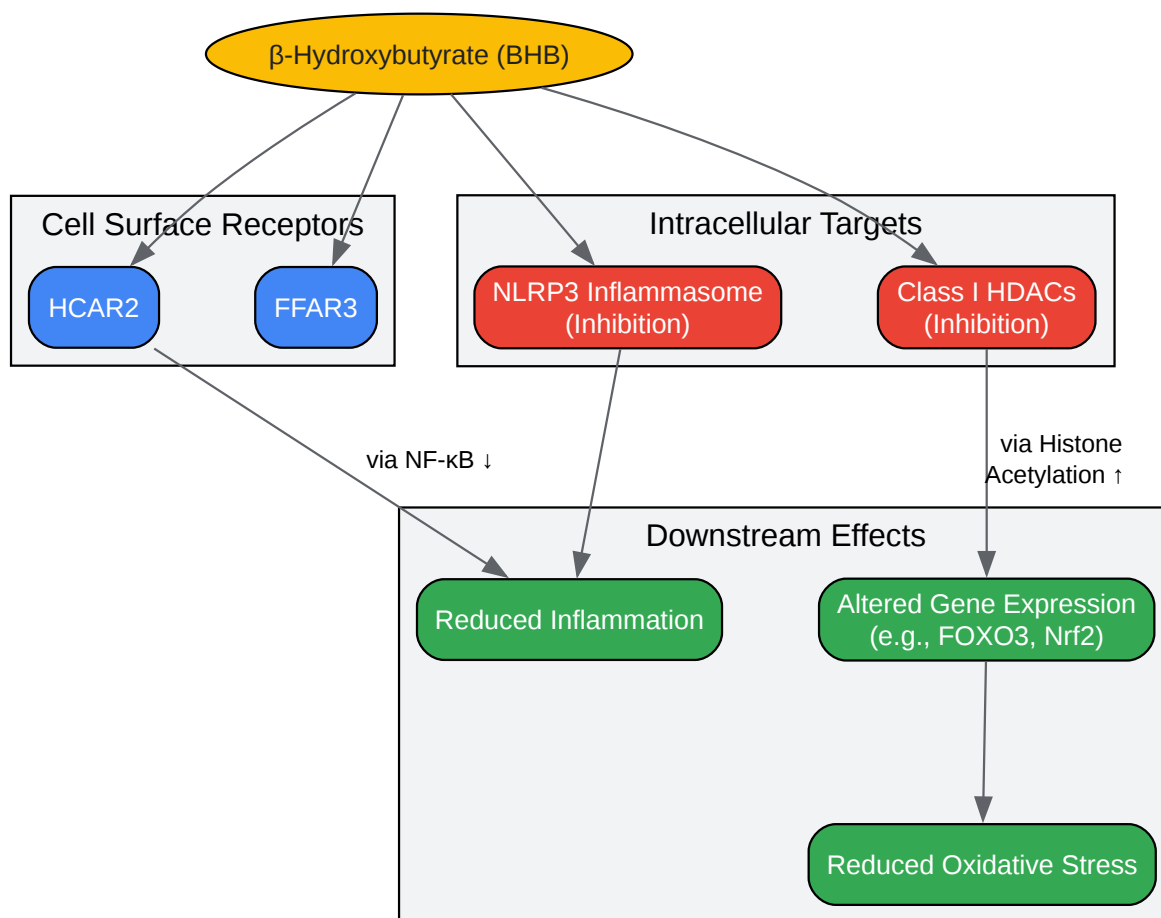 β-Hydroxybutyrate (BHB)
Cell Surface Receptors
HCAR2
FFAR3
Intracellular Targets
NLRP3 Inflammasome
(Inhibition)
Class I HDACs
(Inhibition)
via NF-κB ↓
via Histone
Acetylation ↑
Downstream Effects
Reduced Inflammation
Altered Gene Expression
(e.g., FOXO3, Nrf2)
Reduced Oxidative Stress